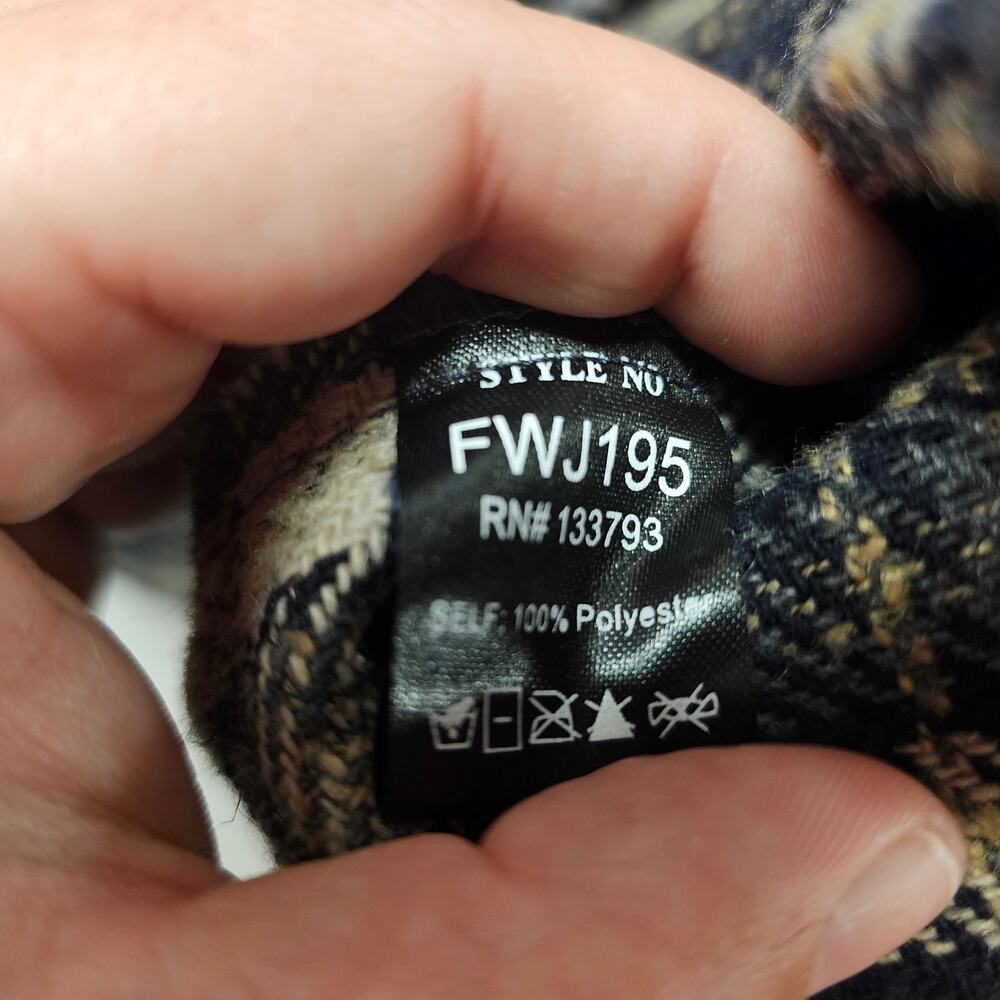 STYLE NO
FWJ195
RN# 133793
SELF: 100% Polyester